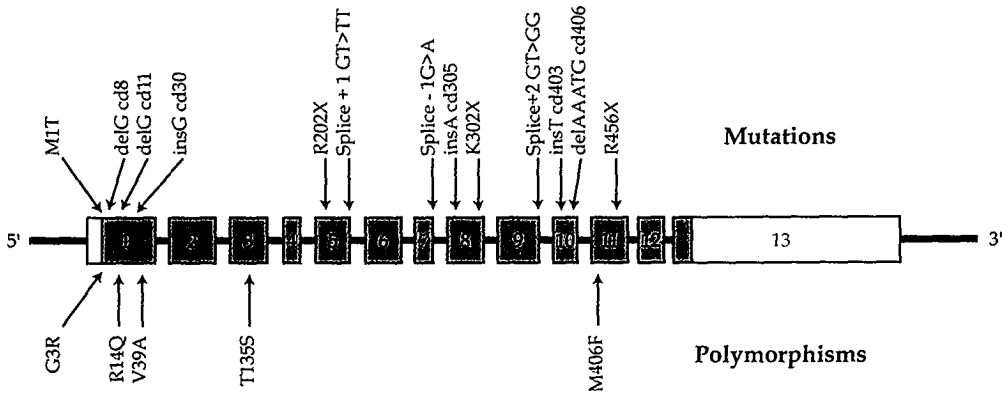 M1T
delG cd8
delG cd11
insG cd30
R202X
Splice + 1 GT>TT
Splice - 1G>A
insA cd305
K302X
Splice+2 GT>GG
insT cd403
delAAATG cd406
R456X
Mutations
5'
1
2
3
4
5
6
7
8
9
10
11
12
13
3'
G3R
R14Q
V39A
T135S
M406F
Polymorphisms